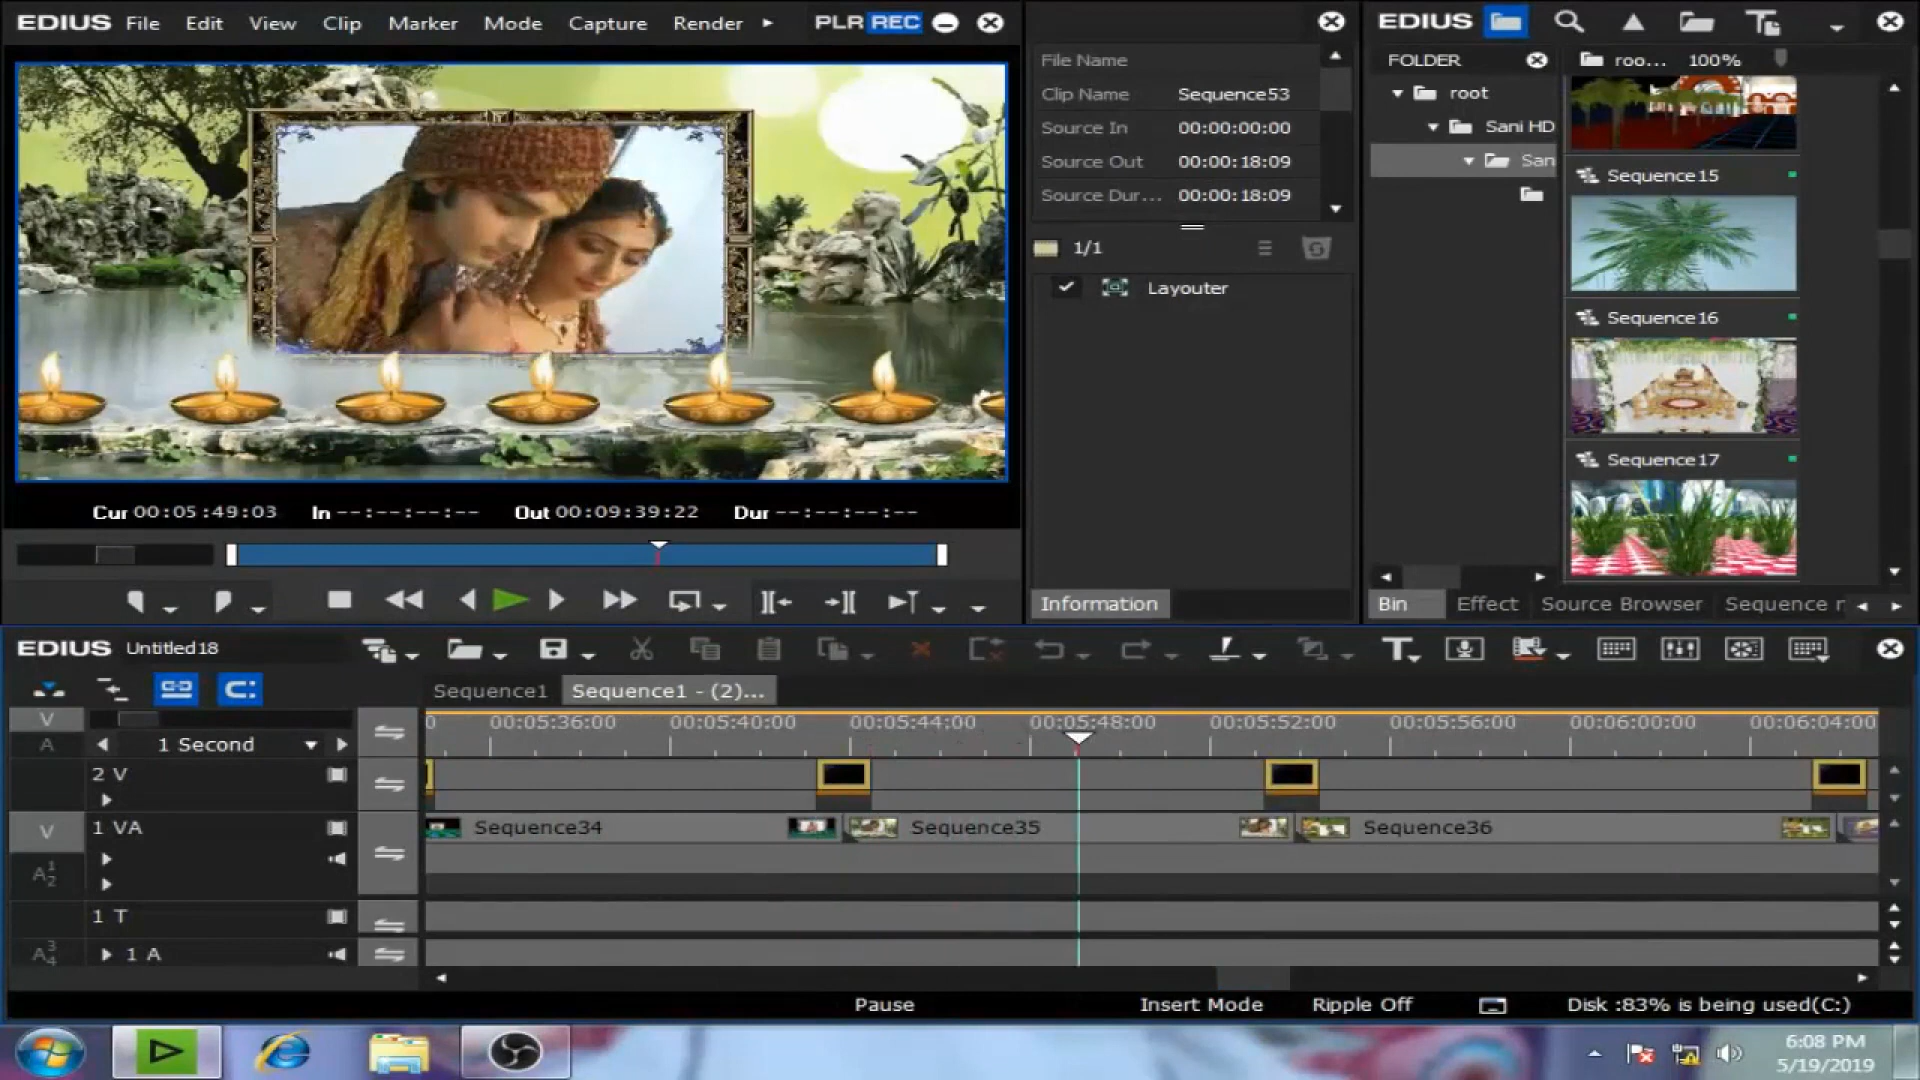 EDIUS File Edit View Clip Marker Mode Capture Render PLR REC
Cur 00:05:49:03 In --:--:--:-- Out 00:09:39:22 Dur --:--:--:--
File Name
Clip Name Sequence53
Source In 00:00:00:00
Source Out 00:00:18:09
Source Dur... 00:00:18:09
1/1
Layouter
Information
EDIUS
FOLDER
root
Sani HD
San
roo... 100%
Sequence15
Sequence16
Sequence17
Bin Effect Source Browser Sequence r
EDIUS Untitled18
Sequence1 Sequence1 - (2)...
V
A
1 Second
0 00:05:36:00 00:05:40:00 00:05:44:00 00:05:48:00 00:05:52:00 00:05:56:00 00:06:00:00 00:06:04:00
2 V
V 1 VA Sequence34 Sequence35 Sequence36
A 1 2
1 T
A 3 4 1 A
Pause Insert Mode Ripple Off Disk :83% is being used(C:)
6:08 PM
5/19/2019